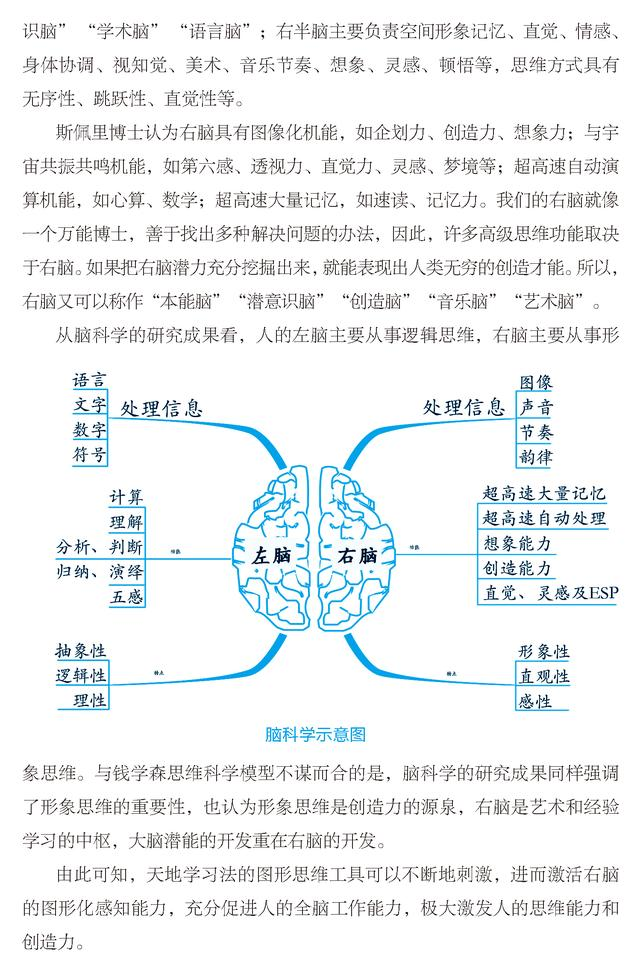 识脑” “学术脑” “语言脑”；右半脑主要负责空间形象记忆、直觉、情感、
身体协调、视知觉、美术、音乐节奏、想象、灵感、顿悟等，思维方式具有
无序性、跳跃性、直觉性等。
斯佩里博士认为右脑具有图像化机能，如企划力、创造力、想象力；与宇
宙共振共鸣机能，如第六感、透视力、直觉力、灵感、梦境等；超高速自动演
算机能，如心算、数学；超高速大量记忆，如速读、记忆力。我们的右脑就像
一个万能博士，善于找出多种解决问题的办法，因此，许多高级思维功能取决
于右脑。如果把右脑潜力充分挖掘出来，就能表现出人类无穷的创造才能。所以，
右脑又可以称作“本能脑” “潜意识脑” “创造脑” “音乐脑” “艺术脑”。
从脑科学的研究成果看，人的左脑主要从事逻辑思维，右脑主要从事形
语言
文字
数字
符号
处理信息
计算
理解
分析、判断
归纳、演绎
五感
抽象性
逻辑性
理性
特点
左脑
右脑
处理信息
图像
声音
节奏
韵律
超高速大量记忆
超高速自动处理
想象能力
创造能力
直觉、灵感及ESP
特点
形象性
直观性
感性
脑科学示意图
象思维。与钱学森思维科学模型不谋而合的是，脑科学的研究成果同样强调
了形象思维的重要性，也认为形象思维是创造力的源泉，右脑是艺术和经验
学习的中枢，大脑潜能的开发重在右脑的开发。
由此可知，天地学习法的图形思维工具可以不断地刺激，进而激活右脑
的图形化感知能力，充分促进人的全脑工作能力，极大激发人的思维能力和
创造力。